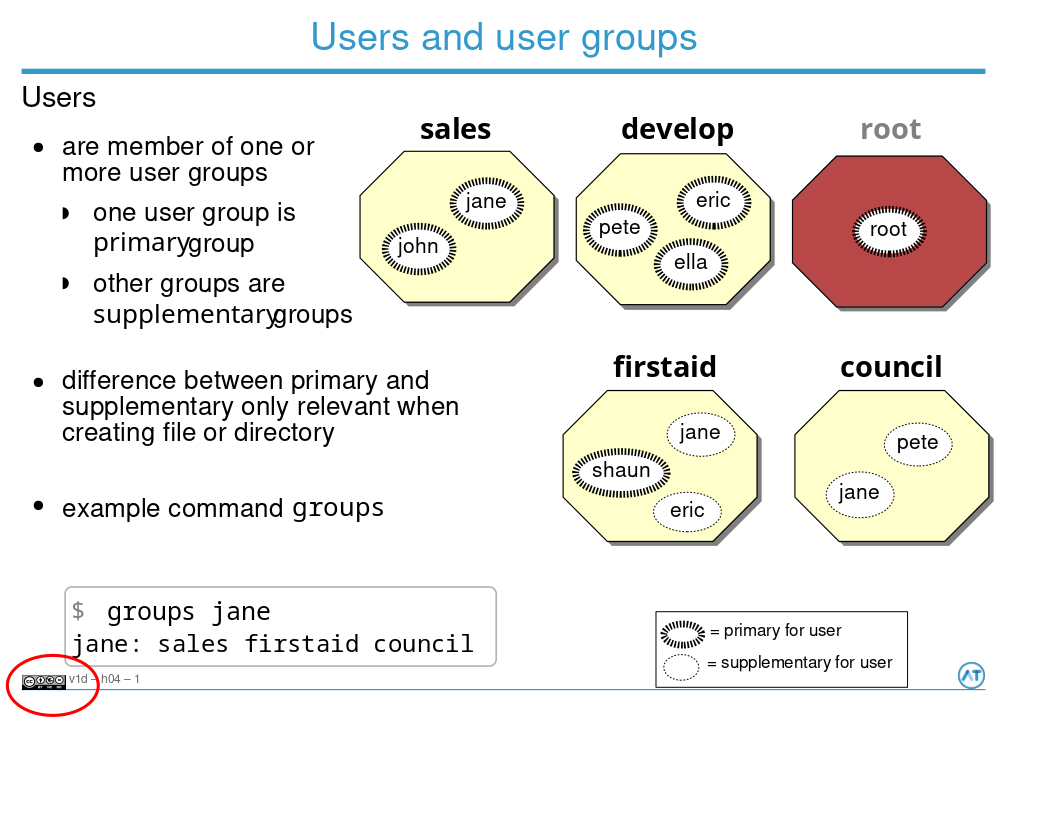 Users and user groups
Users
• are member of one or
more user groups
one user group is
primarygroup
other groups are
supplementarygroups
• difference between primary and
supplementary only relevant when
creating file or directory
• example command groups
$ groups jane
jane: sales firstaid council
sales
jane
john
develop
eric
pete
ella
root
root
firstaid
jane
shaun
eric
council
pete
jane
= primary for user
= supplementary for user
v1d – h04 – 1
AT